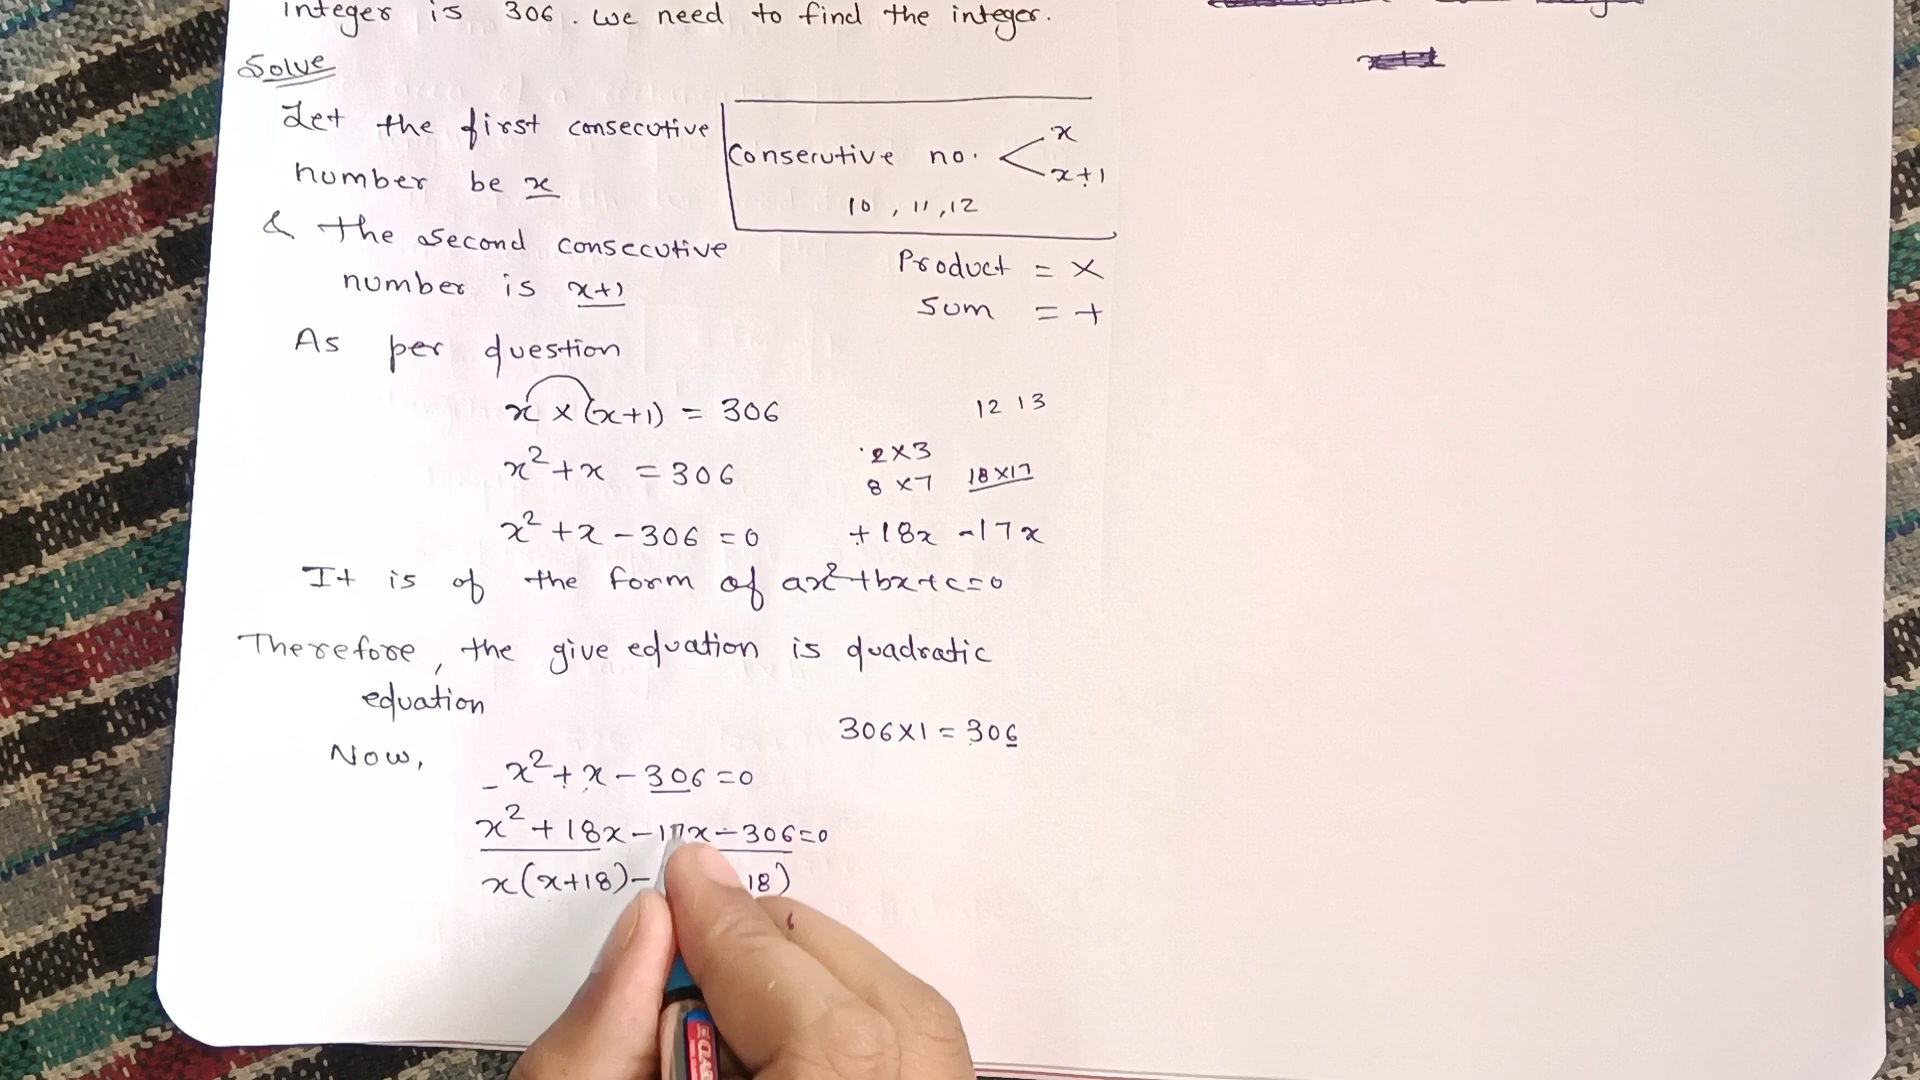 integer is 306. we need to find the integer.
Solve
Let the first consecutive
number be x
& the second consecutive
number is x+1
Consecutive no. < x
x+1
10, 11, 12
Product = ×
Sum = +
As per question
x × (x+1) = 306
12 13
x² + x = 306
2×3
8×7 18×17
x² + x - 306 = 0
+18x -17x
It is of the form of ax²+bx+c=0
Therefore, the give equation is quadratic
equation
306×1 = 306
Now,
x² + x - 306 = 0
x² + 18x - 17x - 306 = 0
x(x+18)- 18)